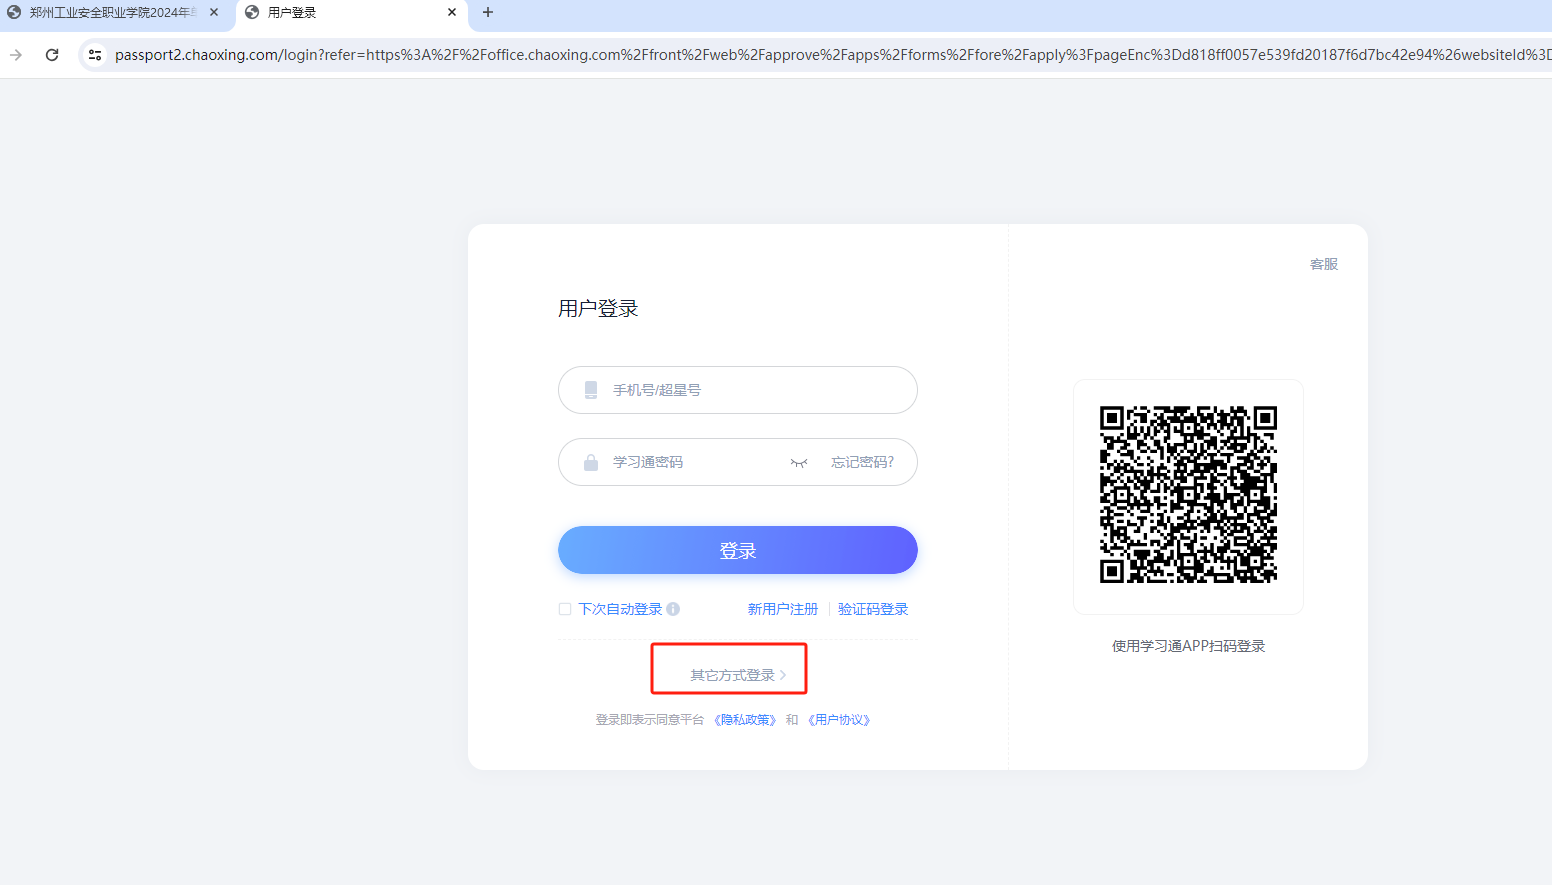 郑州工业安全职业学院2024年
用户登录
passport2.chaoxing.com/login?refer=https%3A%2F%2Foffice.chaoxing.com%2Ffront%2Fweb%2Fapprove%2Fapps%2Fforms%2Ffore%2Fapply%3FpageEnc%3Dd818ff0057e539fd20187f6d7bc42e94%26websiteId%3D
客服
用户登录
手机号/超星号
学习通密码 忘记密码?
登录
下次自动登录 新用户注册 验证码登录
其它方式登录
使用学习通APP扫码登录
登录即表示同意平台 《隐私政策》 和 《用户协议》